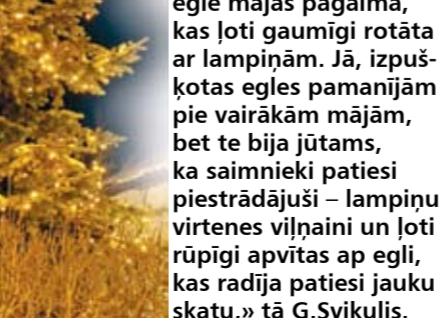 egle mājas pagalmā,
kas ļoti gaumīgi rotāta
ar lampiņām. Jā, izpuš-
ķotas egles pamanījām
pie vairākām mājām,
bet te bija jūtams,
ka saimnieki patiesi
piestrādājuši – lampiņu
virtenes viļņaini un ļoti
rūpīgi apvītas ap egli,
kas radīja patiesi jauku
skatu,» tā G.Svikulis.